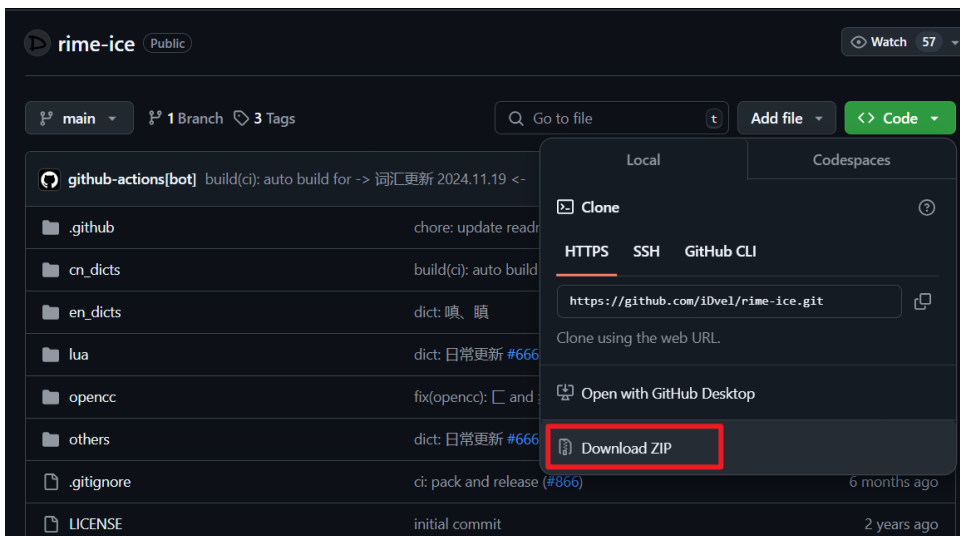 rime-ice Public
Watch 57
main 1 Branch 3 Tags
Go to file t
Add file
Code
Local Codespaces
github-actions[bot] build(ci): auto build for -> 词汇更新 2024.11.19 <-
Clone
.github chore: update readm
HTTPS SSH GitHub CLI
cn_dicts build(ci): auto build
https://github.com/iDvel/rime-ice.git
en_dicts dict: 嗔、瞋
Clone using the web URL.
lua dict: 日常更新 #666
Open with GitHub Desktop
opencc fix(opencc): 匚 and
others dict: 日常更新 #666
Download ZIP
.gitignore ci: pack and release (#866) 6 months ago
LICENSE initial commit 2 years ago